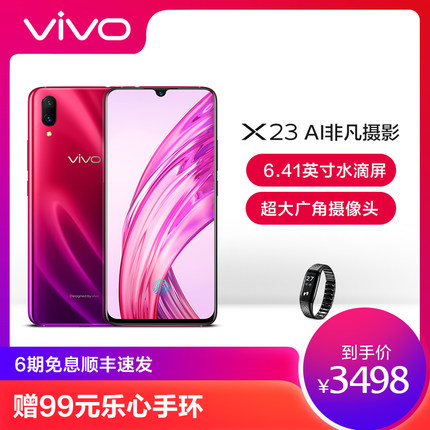 vivo
vivo
X23 AI非凡摄影
6.41英寸水滴屏
超大广角摄像头
6期免息顺丰速发
赠99元乐心手环
到手价
¥3498